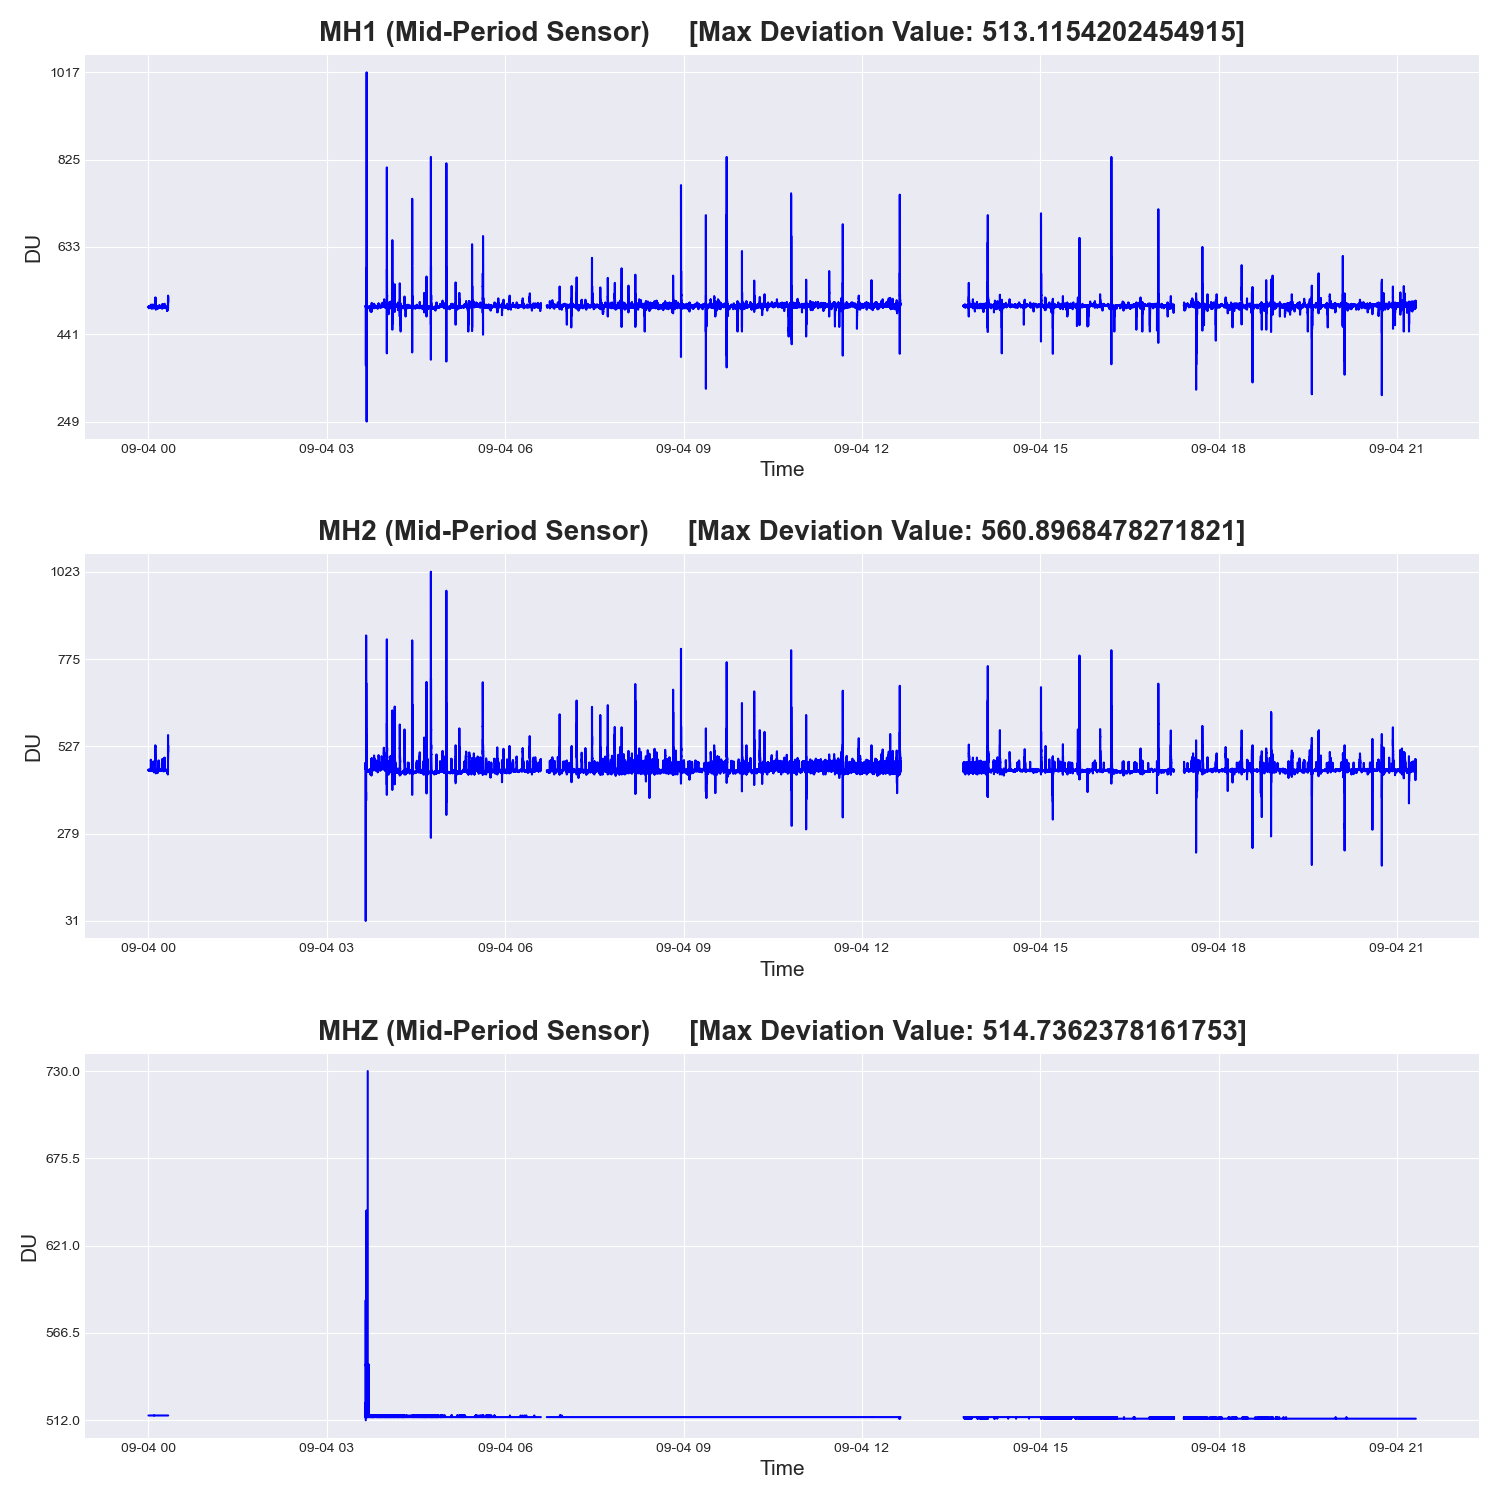 MH1 (Mid-Period Sensor) [Max Deviation Value: 513.1154202454915]
1017
825
633
441
249
DU
09-04 00 09-04 03 09-04 06 09-04 09 09-04 12 09-04 15 09-04 18 09-04 21
Time
MH2 (Mid-Period Sensor) [Max Deviation Value: 560.8968478271821]
1023
775
527
279
31
DU
09-04 00 09-04 03 09-04 06 09-04 09 09-04 12 09-04 15 09-04 18 09-04 21
Time
MHZ (Mid-Period Sensor) [Max Deviation Value: 514.7362378161753]
730.0
675.5
621.0
566.5
512.0
DU
09-04 00 09-04 03 09-04 06 09-04 09 09-04 12 09-04 15 09-04 18 09-04 21
Time